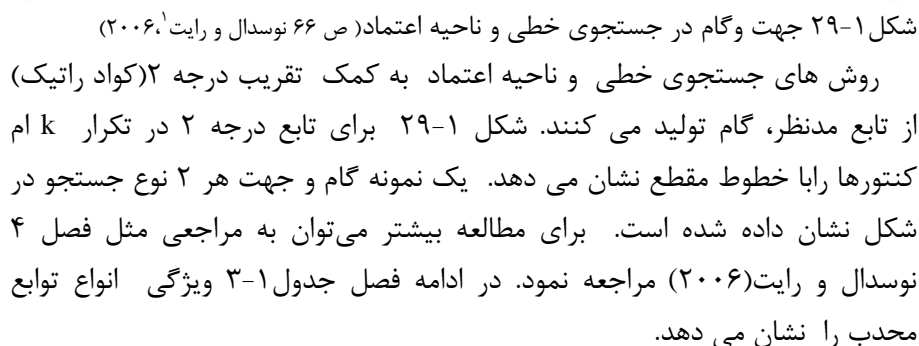 شکل۱-۲۹ جهت وگام در جستجوی خطی و ناحیه اعتماد( ص ۶۶ نوسدال و رایت۱،۲۰۰۶)
روش های جستجوی خطی و ناحیه اعتماد به کمک تقریب درجه ۲(کواد راتیک)
از تابع مدنظر، گام تولید می کنند. شکل ۱-۲۹ برای تابع درجه ۲ در تکرار k ام
کنتورها رابا خطوط مقطع نشان می دهد. یک نمونه گام و جهت هر ۲ نوع جستجو در
شکل نشان داده شده است. برای مطالعه بیشتر می‌توان به مراجعی مثل فصل ۴
نوسدال و رایت(۲۰۰۶) مراجعه نمود. در ادامه فصل جدول۱-۳ ویژگی انواع توابع
محدب را نشان می دهد.